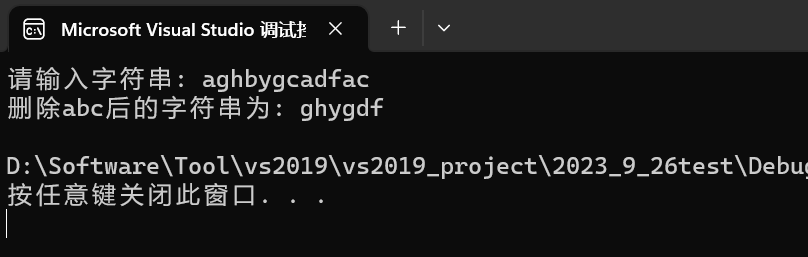 Microsoft Visual Studio 调试
请输入字符串: aghbygcadfac
删除abc后的字符串为: ghygdf
D:\Software\Tool\vs2019\vs2019_project\2023_9_26test\Debug
按任意键关闭此窗口. . .